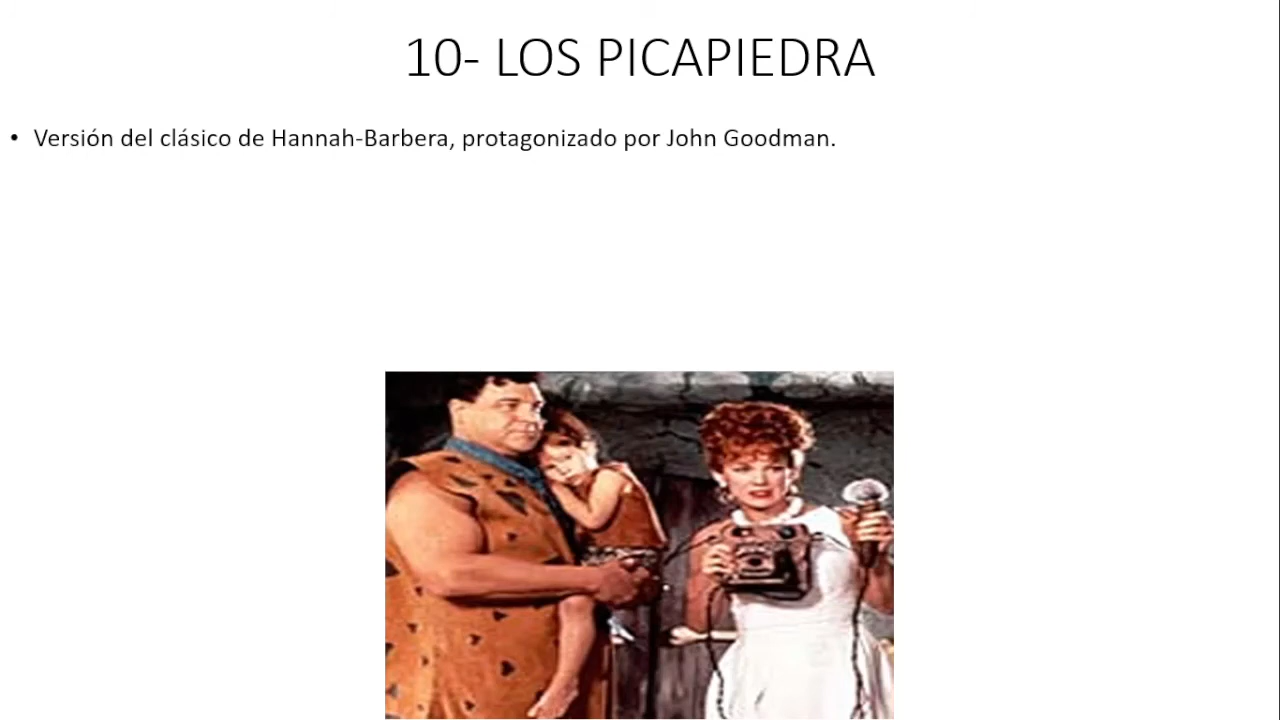 10- LOS PICAPIEDRA
• Versión del clásico de Hannah-Barbera, protagonizado por John Goodman.